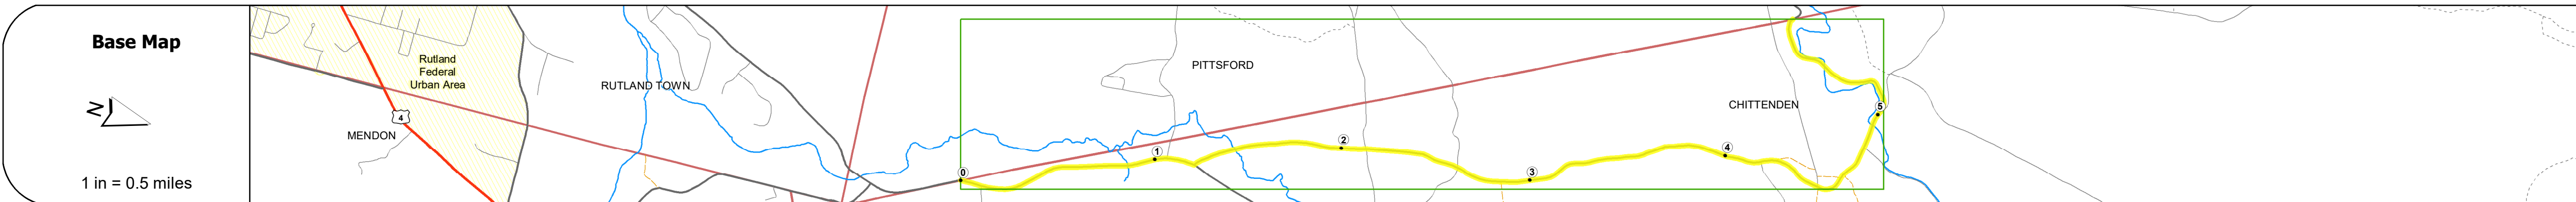 Base Map
N
1 in = 0.5 miles
Rutland
Federal
Urban Area
4
MENDON
RUTLAND TOWN
PITTSFORD
CHITTENDEN
0
1
2
3
4
5